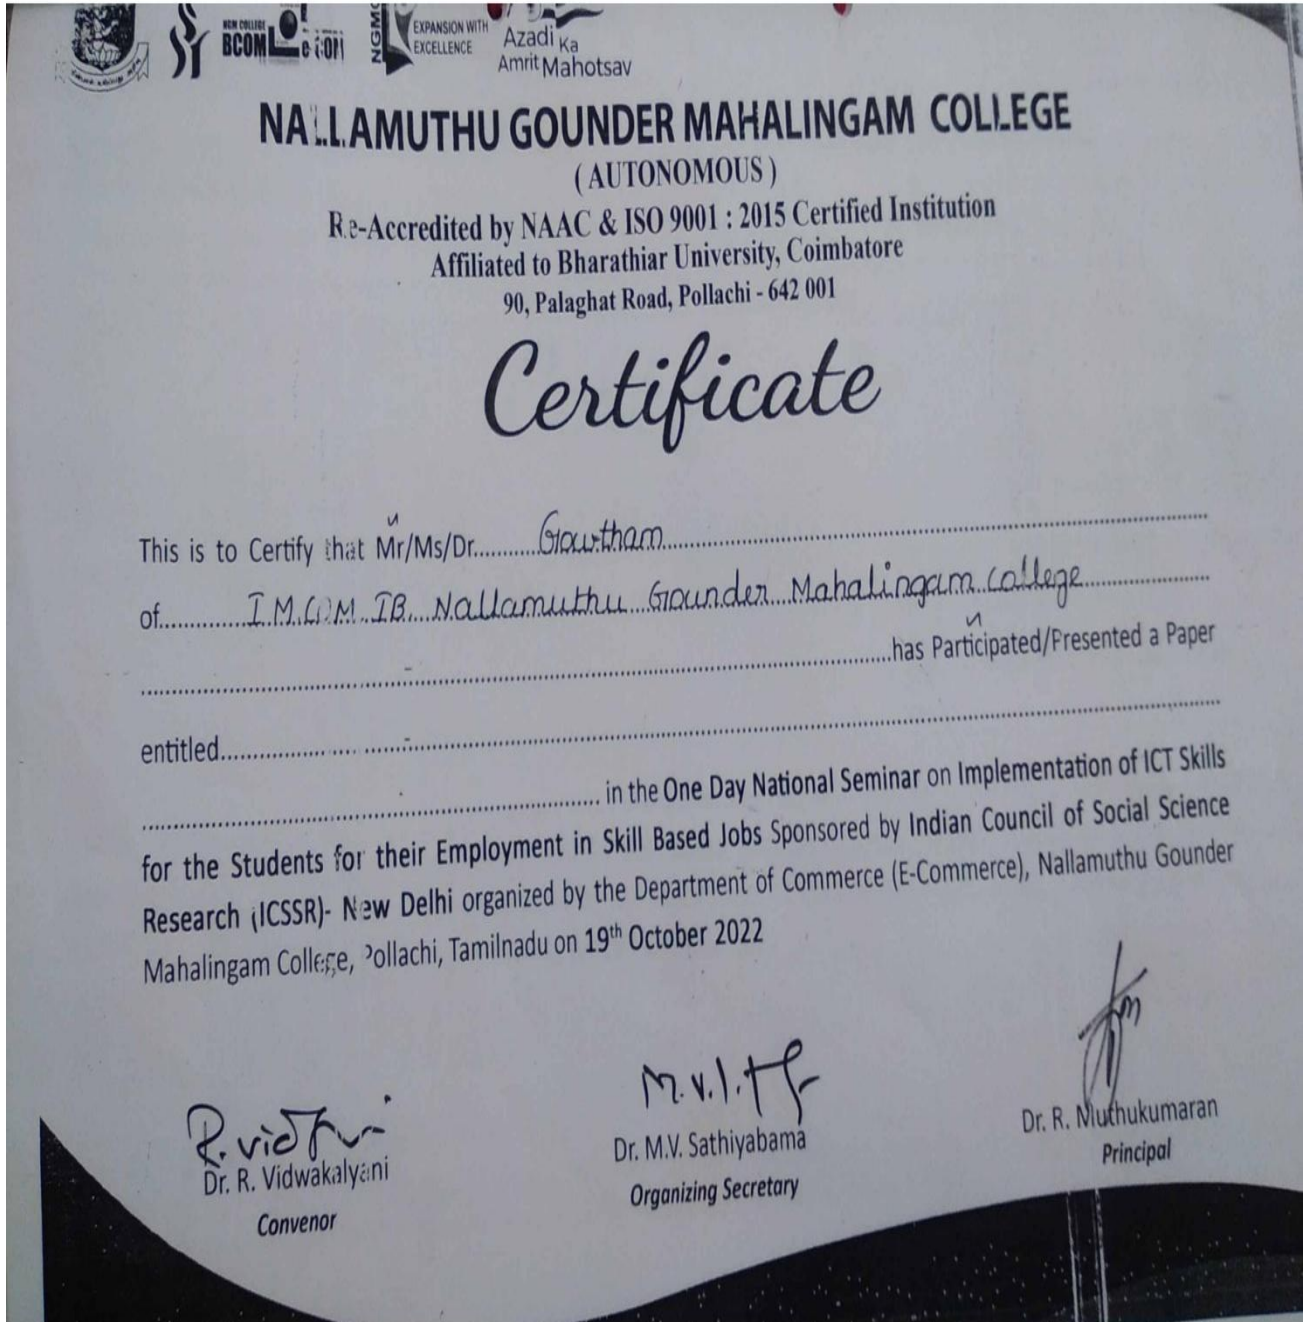 NGM COLLEGE
BCOM e-COM
NGMC
EXPANSION WITH
EXCELLENCE
Azadi Ka
Amrit Mahotsav
NALLAMUTHU GOUNDER MAHALINGAM COLLEGE
(AUTONOMOUS)
Re-Accredited by NAAC & ISO 9001 : 2015 Certified Institution
Affiliated to Bharathiar University, Coimbatore
90, Palaghat Road, Pollachi - 642 001
Certificate
This is to Certify that Mr/Ms/Dr.......... Gowtham ..........
of.......... I.M.COM.IB. Nallamuthu Gounder Mahalingam College ..........
.......... has Participated/Presented a Paper
entitled..........
.......... in the One Day National Seminar on Implementation of ICT Skills
for the Students for their Employment in Skill Based Jobs Sponsored by Indian Council of Social Science
Research (ICSSR)- New Delhi organized by the Department of Commerce (E-Commerce), Nallamuthu Gounder
Mahalingam College, Pollachi, Tamilnadu on 19th October 2022
Dr. R. Vidwakalyani
Convenor
M.V.
Dr. M.V. Sathiyabama
Organizing Secretary
Dr. R. Muthukumaran
Principal